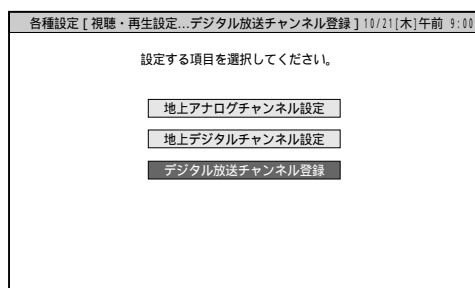 各種設定 [ 視聴・再生設定...デジタル放送チャンネル登録 ] 10/21[木]午前 9:00
設定する項目を選択してください。
地上アナログチャンネル設定
地上デジタルチャンネル設定
デジタル放送チャンネル登録